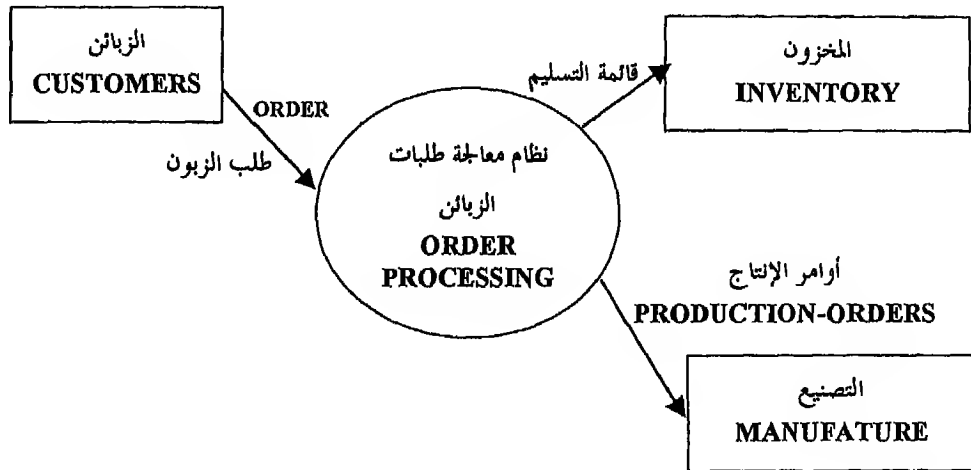 الزبائن
CUSTOMERS
ORDER
طلب الزبون
نظام معالجة طلبات
الزبائن
ORDER
PROCESSING
قائمة التسليم
المخزون
INVENTORY
أوامر الإنتاج
PRODUCTION-ORDERS
التصنيع
MANUFATURE